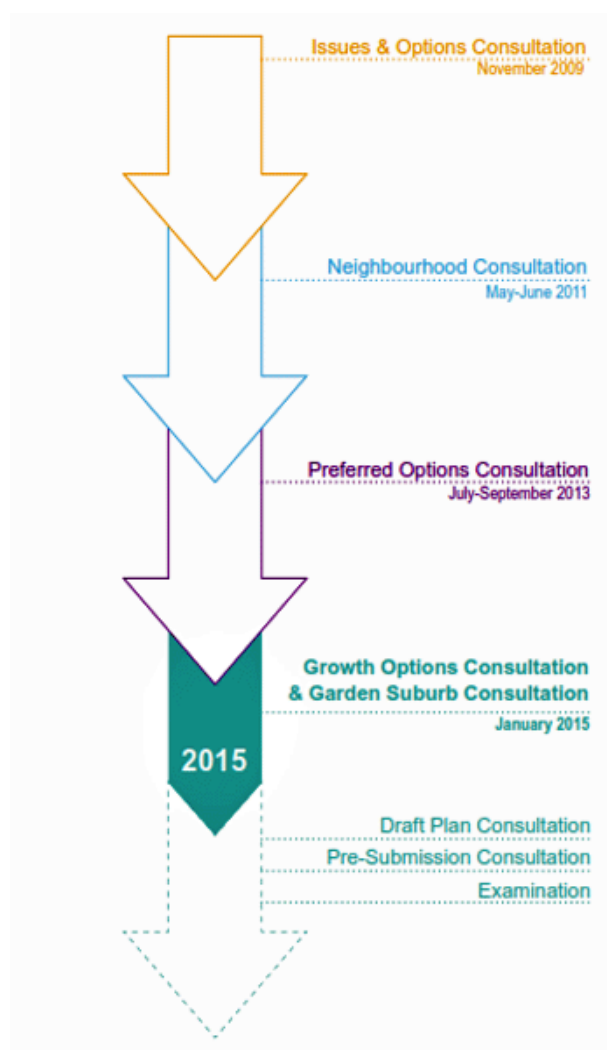 Issues & Options Consultation
November 2009
Neighbourhood Consultation
May-June 2011
Preferred Options Consultation
July-September 2013
Growth Options Consultation
& Garden Suburb Consultation
January 2015
2015
Draft Plan Consultation
Pre-Submission Consultation
Examination